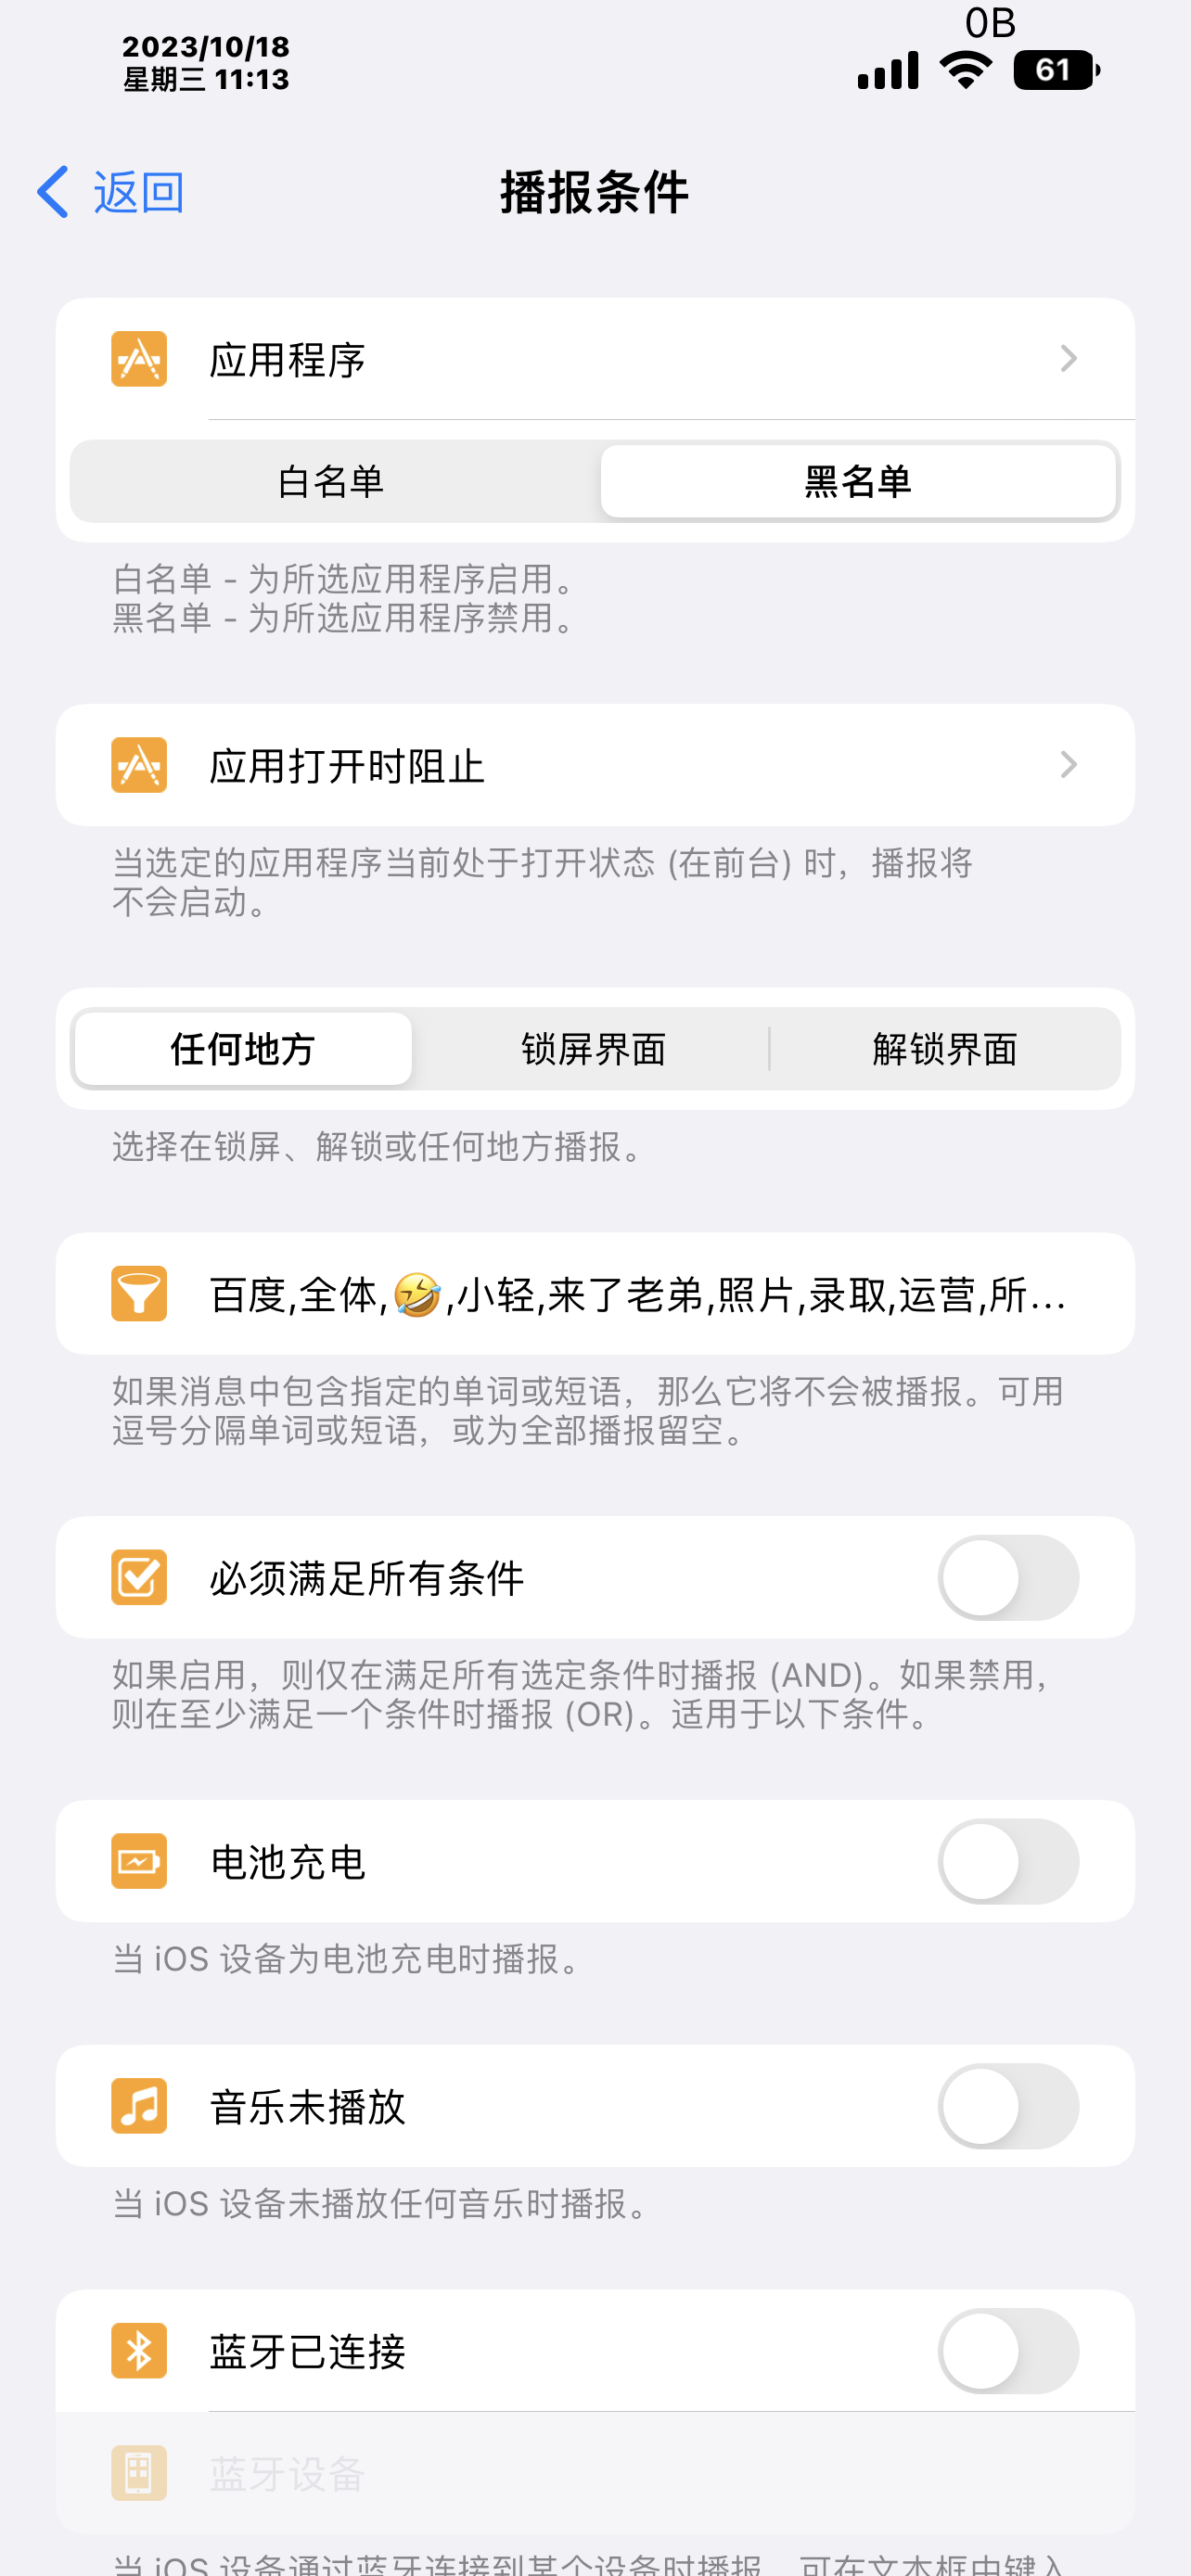 0B
2023/10/18
星期三 11:13
61
返回
播报条件
应用程序
白名单
黑名单
白名单 - 为所选应用程序启用。
黑名单 - 为所选应用程序禁用。
应用打开时阻止
当选定的应用程序当前处于打开状态 (在前台) 时，播报将
不会启动。
任何地方
锁屏界面
解锁界面
选择在锁屏、解锁或任何地方播报。
百度,全体,🤣,小轻,来了老弟,照片,录取,运营,所...
如果消息中包含指定的单词或短语，那么它将不会被播报。可用
逗号分隔单词或短语，或为全部播报留空。
必须满足所有条件
如果启用，则仅在满足所有选定条件时播报 (AND)。如果禁用，
则在至少满足一个条件时播报 (OR)。适用于以下条件。
电池充电
当 iOS 设备为电池充电时播报。
音乐未播放
当 iOS 设备未播放任何音乐时播报。
蓝牙已连接
蓝牙设备
当 iOS 设备通过蓝牙连接到某个设备时播报。可在文本框中键入